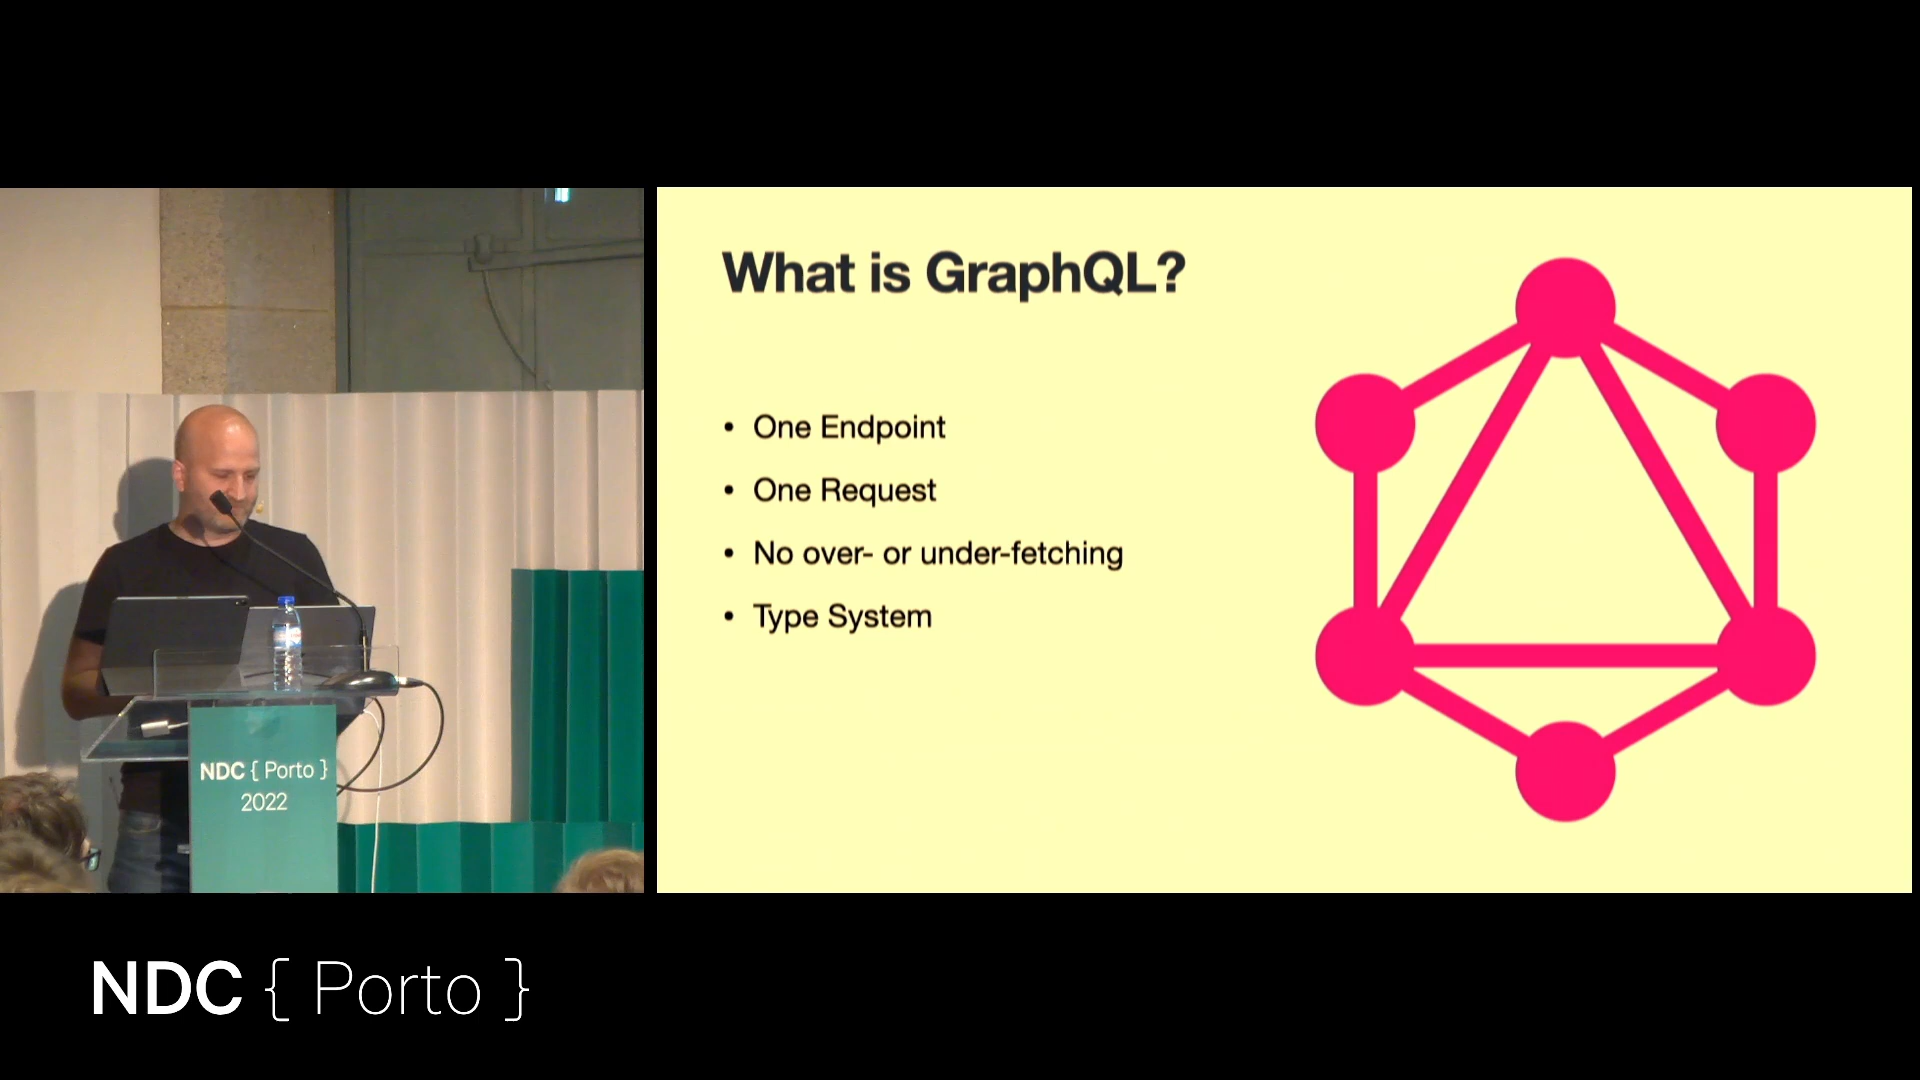 What is GraphQL?
• One Endpoint
• One Request
• No over- or under-fetching
• Type System
NDC { Porto }
2022
NDC { Porto }